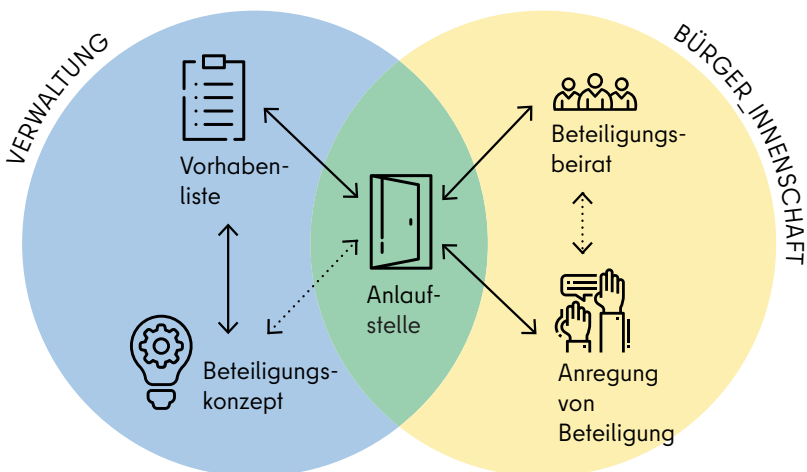 VERWALTUNG
BÜRGER_INNENSCHAFT
Vorhaben-
liste
Beteiligungs-
beirat
Anlauf-
stelle
Beteiligungs-
konzept
Anregung
von
Beteiligung